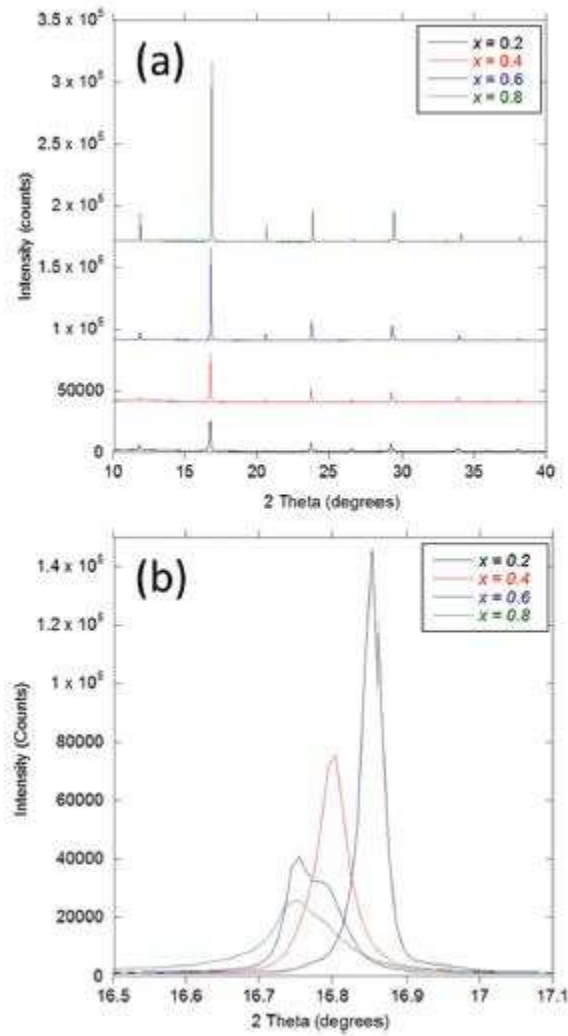 (a)
x = 0.2
x = 0.4
x = 0.6
x = 0.8
3.5 x 10⁵
3 x 10⁵
2.5 x 10⁵
2 x 10⁵
1.5 x 10⁵
1 x 10⁵
50000
0
Intensity (counts)
10 15 20 25 30 35 40
2 Theta (degrees)
(b)
x = 0.2
x = 0.4
x = 0.6
x = 0.8
1.4 x 10⁵
1.2 x 10⁵
1 x 10⁵
80000
60000
40000
20000
0
Intensity (Counts)
16.5 16.6 16.7 16.8 16.9 17 17.1
2 Theta (degrees)